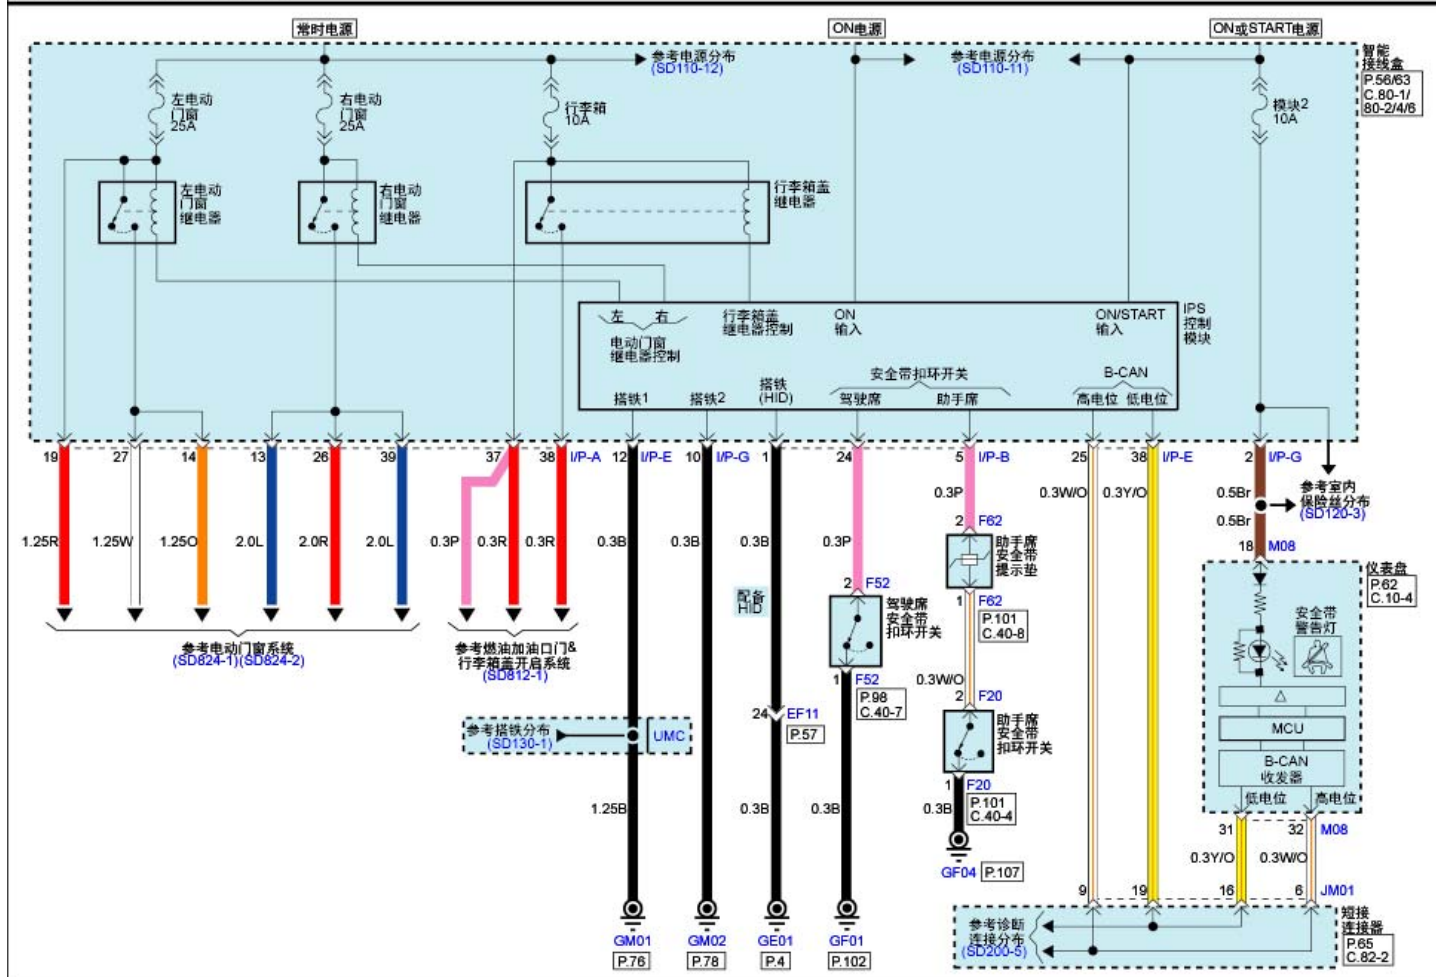 常时电源
ON电源
ON或START电源
参考电源分布
(SD110-12)
参考电源分布
(SD110-11)
智能
接线盒
P.56/63
C.80-1/
80-2/4/6
左电动
门窗
25A
右电动
门窗
25A
行李箱
10A
模块2
10A
左电动
门窗
继电器
右电动
门窗
继电器
行李箱盖
继电器
左 右
电动门窗
继电器控制
行李箱盖
继电器控制
ON
输入
ON/START
输入
IPS
控制
模块
搭铁1
搭铁2
搭铁
(HID)
安全带扣环开关
驾驶席 助手席
B-CAN
高电位 低电位
19 27 14 13 26 39 37 38 I/P-A 12 I/P-E 10 I/P-G 1 24 5 I/P-B 25 38 I/P-E 2 I/P-G
1.25R 1.25W 1.25O 2.0L 2.0R 2.0L 0.3P 0.3R 0.3R 0.3B 0.3B 0.3B 0.3P
0.3P
0.3W/O 0.3Y/O
0.5Br
参考室内
保险丝分布
(SD120-3)
0.5Br
18 M08
2 F62
助手席
安全带
提示垫
1 F62
P.101
C.40-8
仪表盘
P.62
C.10-4
安全带
警告灯
△
MCU
B-CAN
收发器
低电位 高电位
配备
HID
2 F52
驾驶席
安全带
扣环开关
1 F52
P.98
C.40-7
参考电动门窗系统
(SD824-1)(SD824-2)
参考燃油加油口门&
行李箱盖开启系统
(SD812-1)
0.3W/O
2 F20
助手席
安全带
扣环开关
1 F20
P.101
C.40-4
0.3B
GF04 P.107
参考搭铁分布
(SD130-1)
UMC
24 EF11
P.57
1.25B 0.3B 0.3B 0.3B
31 32 M08
0.3Y/O 0.3W/O
9 19 16 6 JM01
GM01
P.76
GM02
P.78
GE01
P.4
GF01
P.102
参考诊断
连接分布
(SD200-5)
短接
连接器
P.65
C.82-2